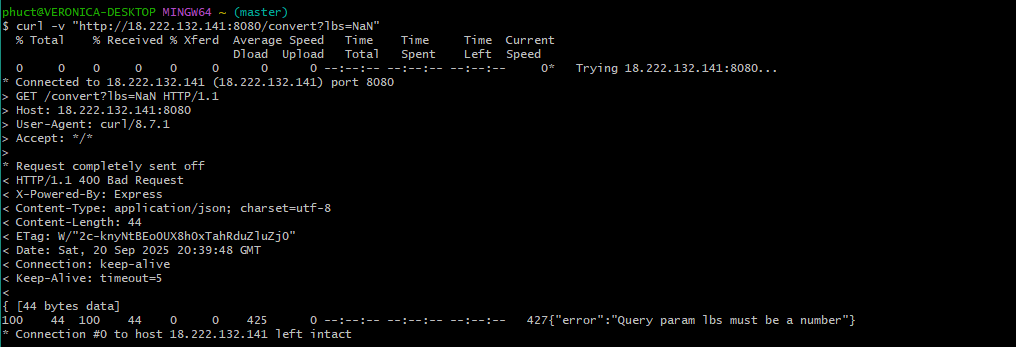 phuct@VERONICA-DESKTOP MINGW64 ~ (master)
$ curl -v "http://18.222.132.141:8080/convert?lbs=NaN"
  % Total    % Received % Xferd  Average Speed   Time    Time     Time  Current
                                 Dload  Upload   Total   Spent    Left  Speed
  0     0    0     0    0     0      0      0 --:--:-- --:--:-- --:--:--     0*   Trying 18.222.132.141:8080...
* Connected to 18.222.132.141 (18.222.132.141) port 8080
> GET /convert?lbs=NaN HTTP/1.1
> Host: 18.222.132.141:8080
> User-Agent: curl/8.7.1
> Accept: */*
>
* Request completely sent off
< HTTP/1.1 400 Bad Request
< X-Powered-By: Express
< Content-Type: application/json; charset=utf-8
< Content-Length: 44
< ETag: W/"2c-knyNtBEoOUX8hOxTahRduZluZj0"
< Date: Sat, 20 Sep 2025 20:39:48 GMT
< Connection: keep-alive
< Keep-Alive: timeout=5
<
{ [44 bytes data]
100    44  100    44    0     0    425      0 --:--:-- --:--:-- --:--:--   427{"error":"Query param lbs must be a number"}
* Connection #0 to host 18.222.132.141 left intact